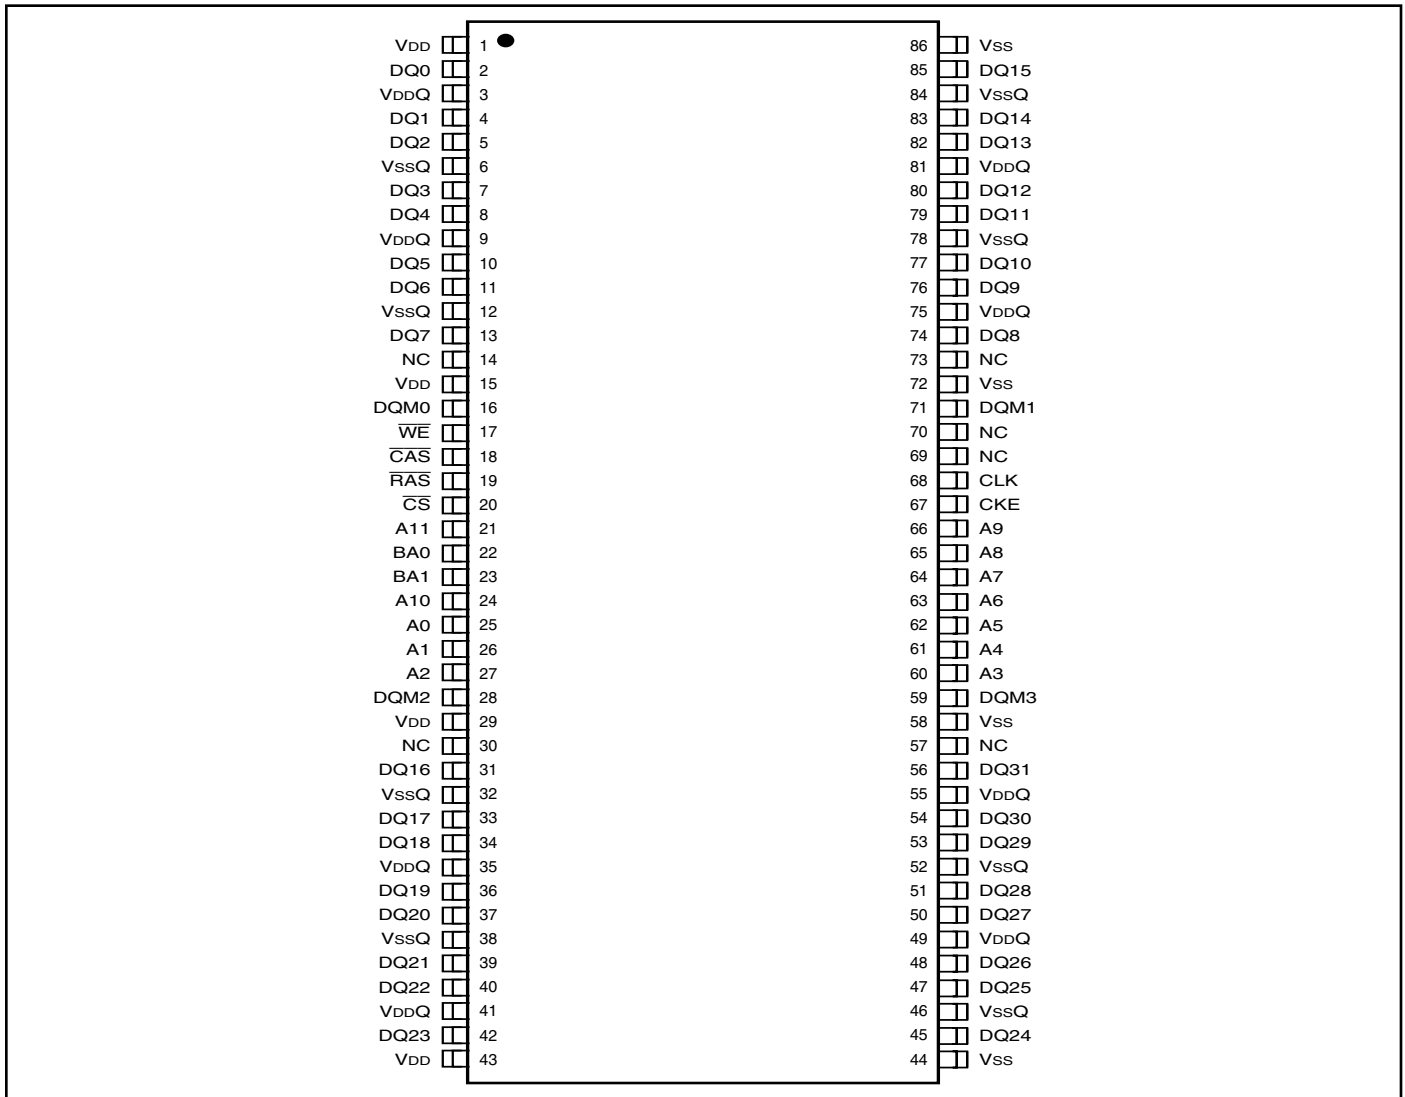 VDD 1 86 VSS
DQ0 2 85 DQ15
VDDQ 3 84 VSSQ
DQ1 4 83 DQ14
DQ2 5 82 DQ13
VSSQ 6 81 VDDQ
DQ3 7 80 DQ12
DQ4 8 79 DQ11
VDDQ 9 78 VSSQ
DQ5 10 77 DQ10
DQ6 11 76 DQ9
VSSQ 12 75 VDDQ
DQ7 13 74 DQ8
NC 14 73 NC
VDD 15 72 VSS
DQM0 16 71 DQM1
W̅E̅ 17 70 NC
C̅A̅S̅ 18 69 NC
R̅A̅S̅ 19 68 CLK
C̅S̅ 20 67 CKE
A11 21 66 A9
BA0 22 65 A8
BA1 23 64 A7
A10 24 63 A6
A0 25 62 A5
A1 26 61 A4
A2 27 60 A3
DQM2 28 59 DQM3
VDD 29 58 VSS
NC 30 57 NC
DQ16 31 56 DQ31
VSSQ 32 55 VDDQ
DQ17 33 54 DQ30
DQ18 34 53 DQ29
VDDQ 35 52 VSSQ
DQ19 36 51 DQ28
DQ20 37 50 DQ27
VSSQ 38 49 VDDQ
DQ21 39 48 DQ26
DQ22 40 47 DQ25
VDDQ 41 46 VSSQ
DQ23 42 45 DQ24
VDD 43 44 VSS